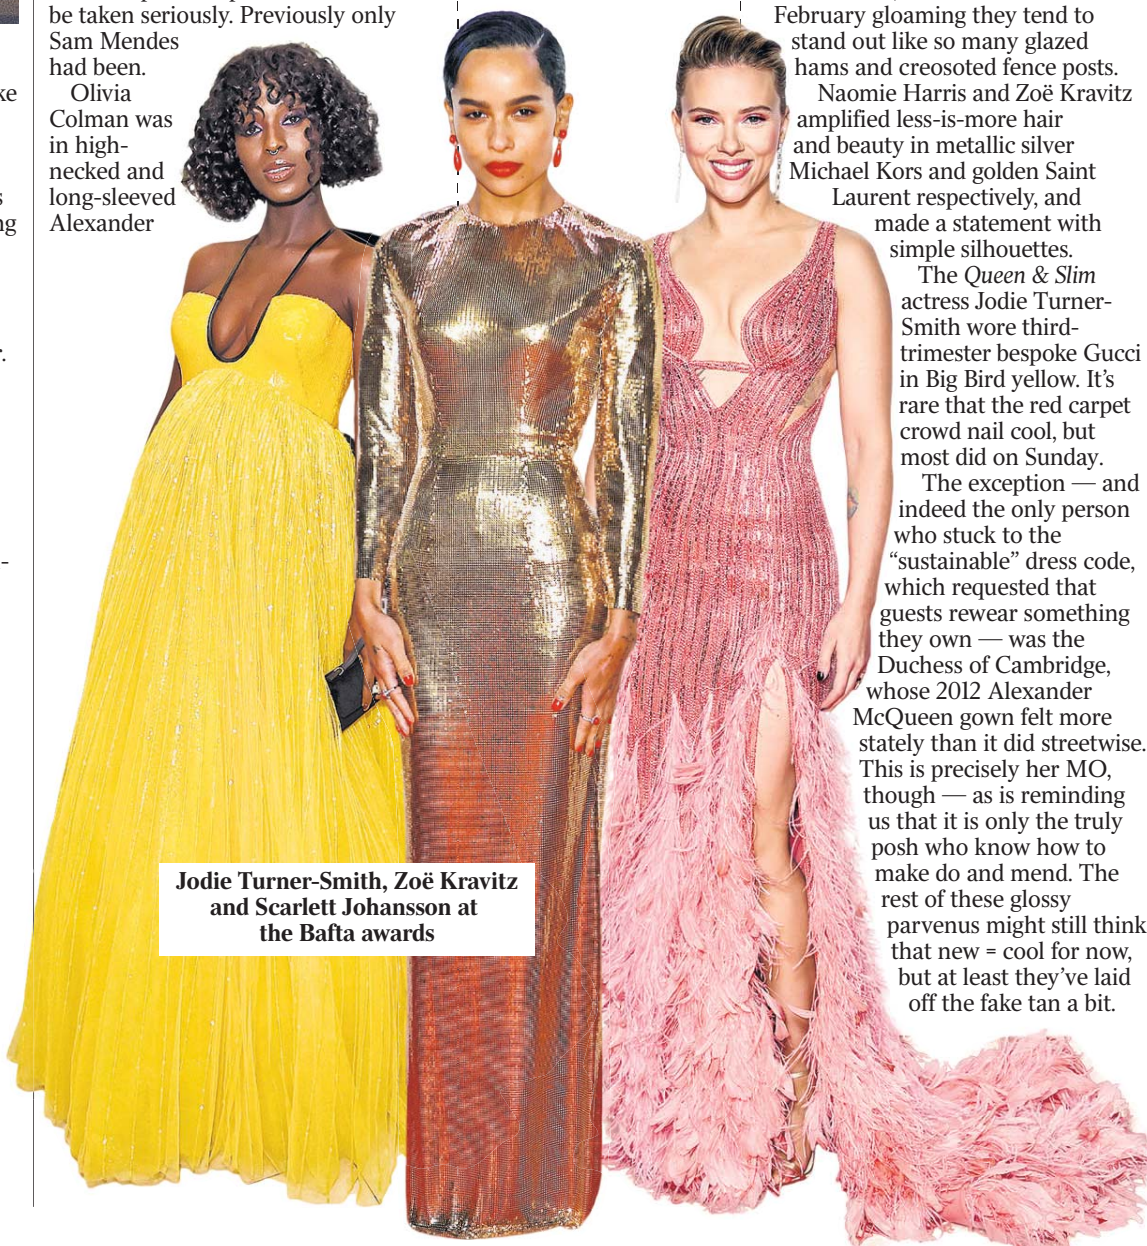 be taken seriously. Previously only
Sam Mendes
had been.
Olivia
Colman was
in high-
necked and
long-sleeved
Alexander
February gloaming they tend to
stand out like so many glazed
hams and creosoted fence posts.
Naomie Harris and Zoë Kravitz
amplified less-is-more hair
and beauty in metallic silver
Michael Kors and golden Saint
Laurent respectively, and
made a statement with
simple silhouettes.
The Queen & Slim
actress Jodie Turner-
Smith wore third-
trimester bespoke Gucci
in Big Bird yellow. It’s
rare that the red carpet
crowd nail cool, but
most did on Sunday.
The exception — and
indeed the only person
who stuck to the
“sustainable” dress code,
which requested that
guests rewear something
they own — was the
Duchess of Cambridge,
whose 2012 Alexander
McQueen gown felt more
stately than it did streetwise.
This is precisely her MO,
though — as is reminding
us that it is only the truly
posh who know how to
make do and mend. The
rest of these glossy
parvenus might still think
that new = cool for now,
but at least they’ve laid
off the fake tan a bit.
Jodie Turner-Smith, Zoë Kravitz
and Scarlett Johansson at
the Bafta awards